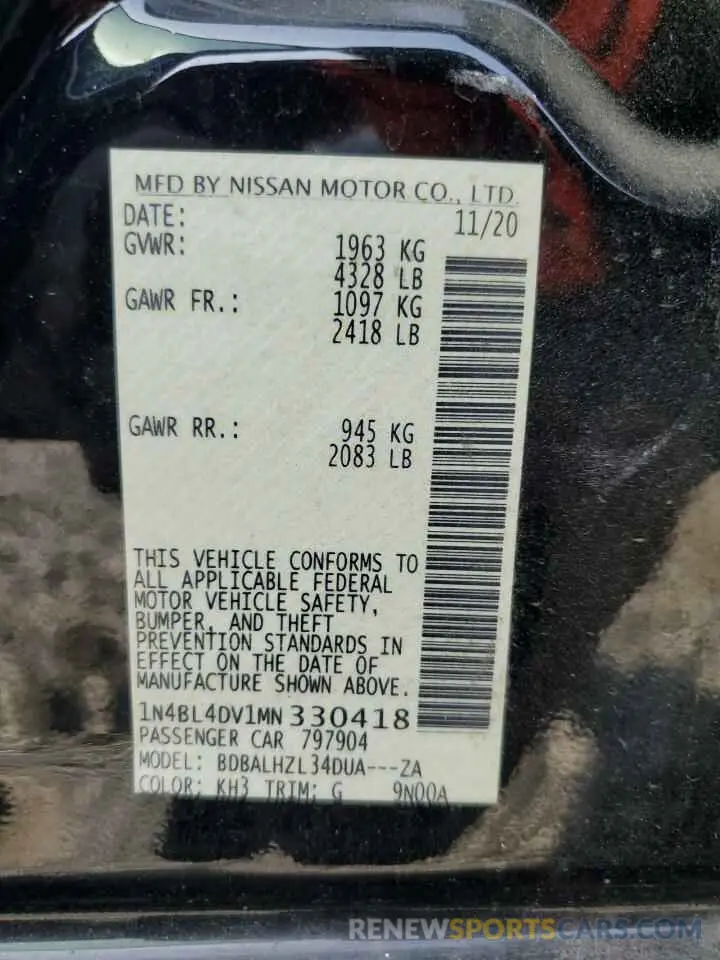 MFD BY NISSAN MOTOR CO., LTD.
DATE: 11/20
GVWR: 1963 KG
4328 LB
GAWR FR.: 1097 KG
2418 LB
GAWR RR.: 945 KG
2083 LB
THIS VEHICLE CONFORMS TO
ALL APPLICABLE FEDERAL
MOTOR VEHICLE SAFETY,
BUMPER, AND THEFT
PREVENTION STANDARDS IN
EFFECT ON THE DATE OF
MANUFACTURE SHOWN ABOVE.
1N4BL4DV1MN330418
PASSENGER CAR 797904
MODEL: BDBALHZL34DUA---ZA
COLOR: KH3 TRIM: G 9N00A
RENEWSPORTSCARS.COM